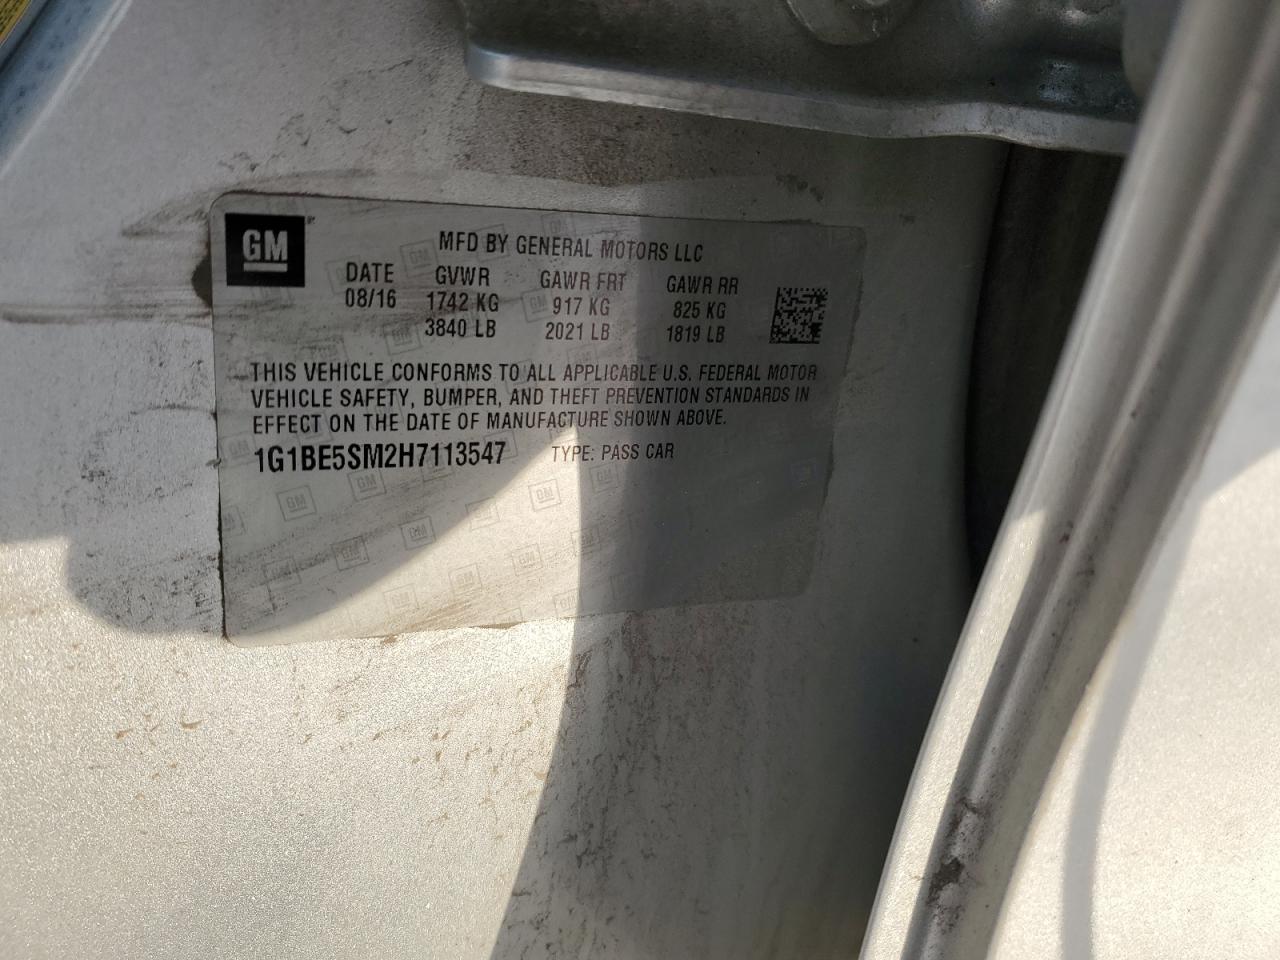 GM
MFD BY GENERAL MOTORS LLC
DATE GVWR GAWR FRT GAWR RR
08/16 1742 KG 917 KG 825 KG
3840 LB 2021 LB 1819 LB
THIS VEHICLE CONFORMS TO ALL APPLICABLE U.S. FEDERAL MOTOR
VEHICLE SAFETY, BUMPER, AND THEFT PREVENTION STANDARDS IN
EFFECT ON THE DATE OF MANUFACTURE SHOWN ABOVE.
1G1BE5SM2H7113547 TYPE: PASS CAR